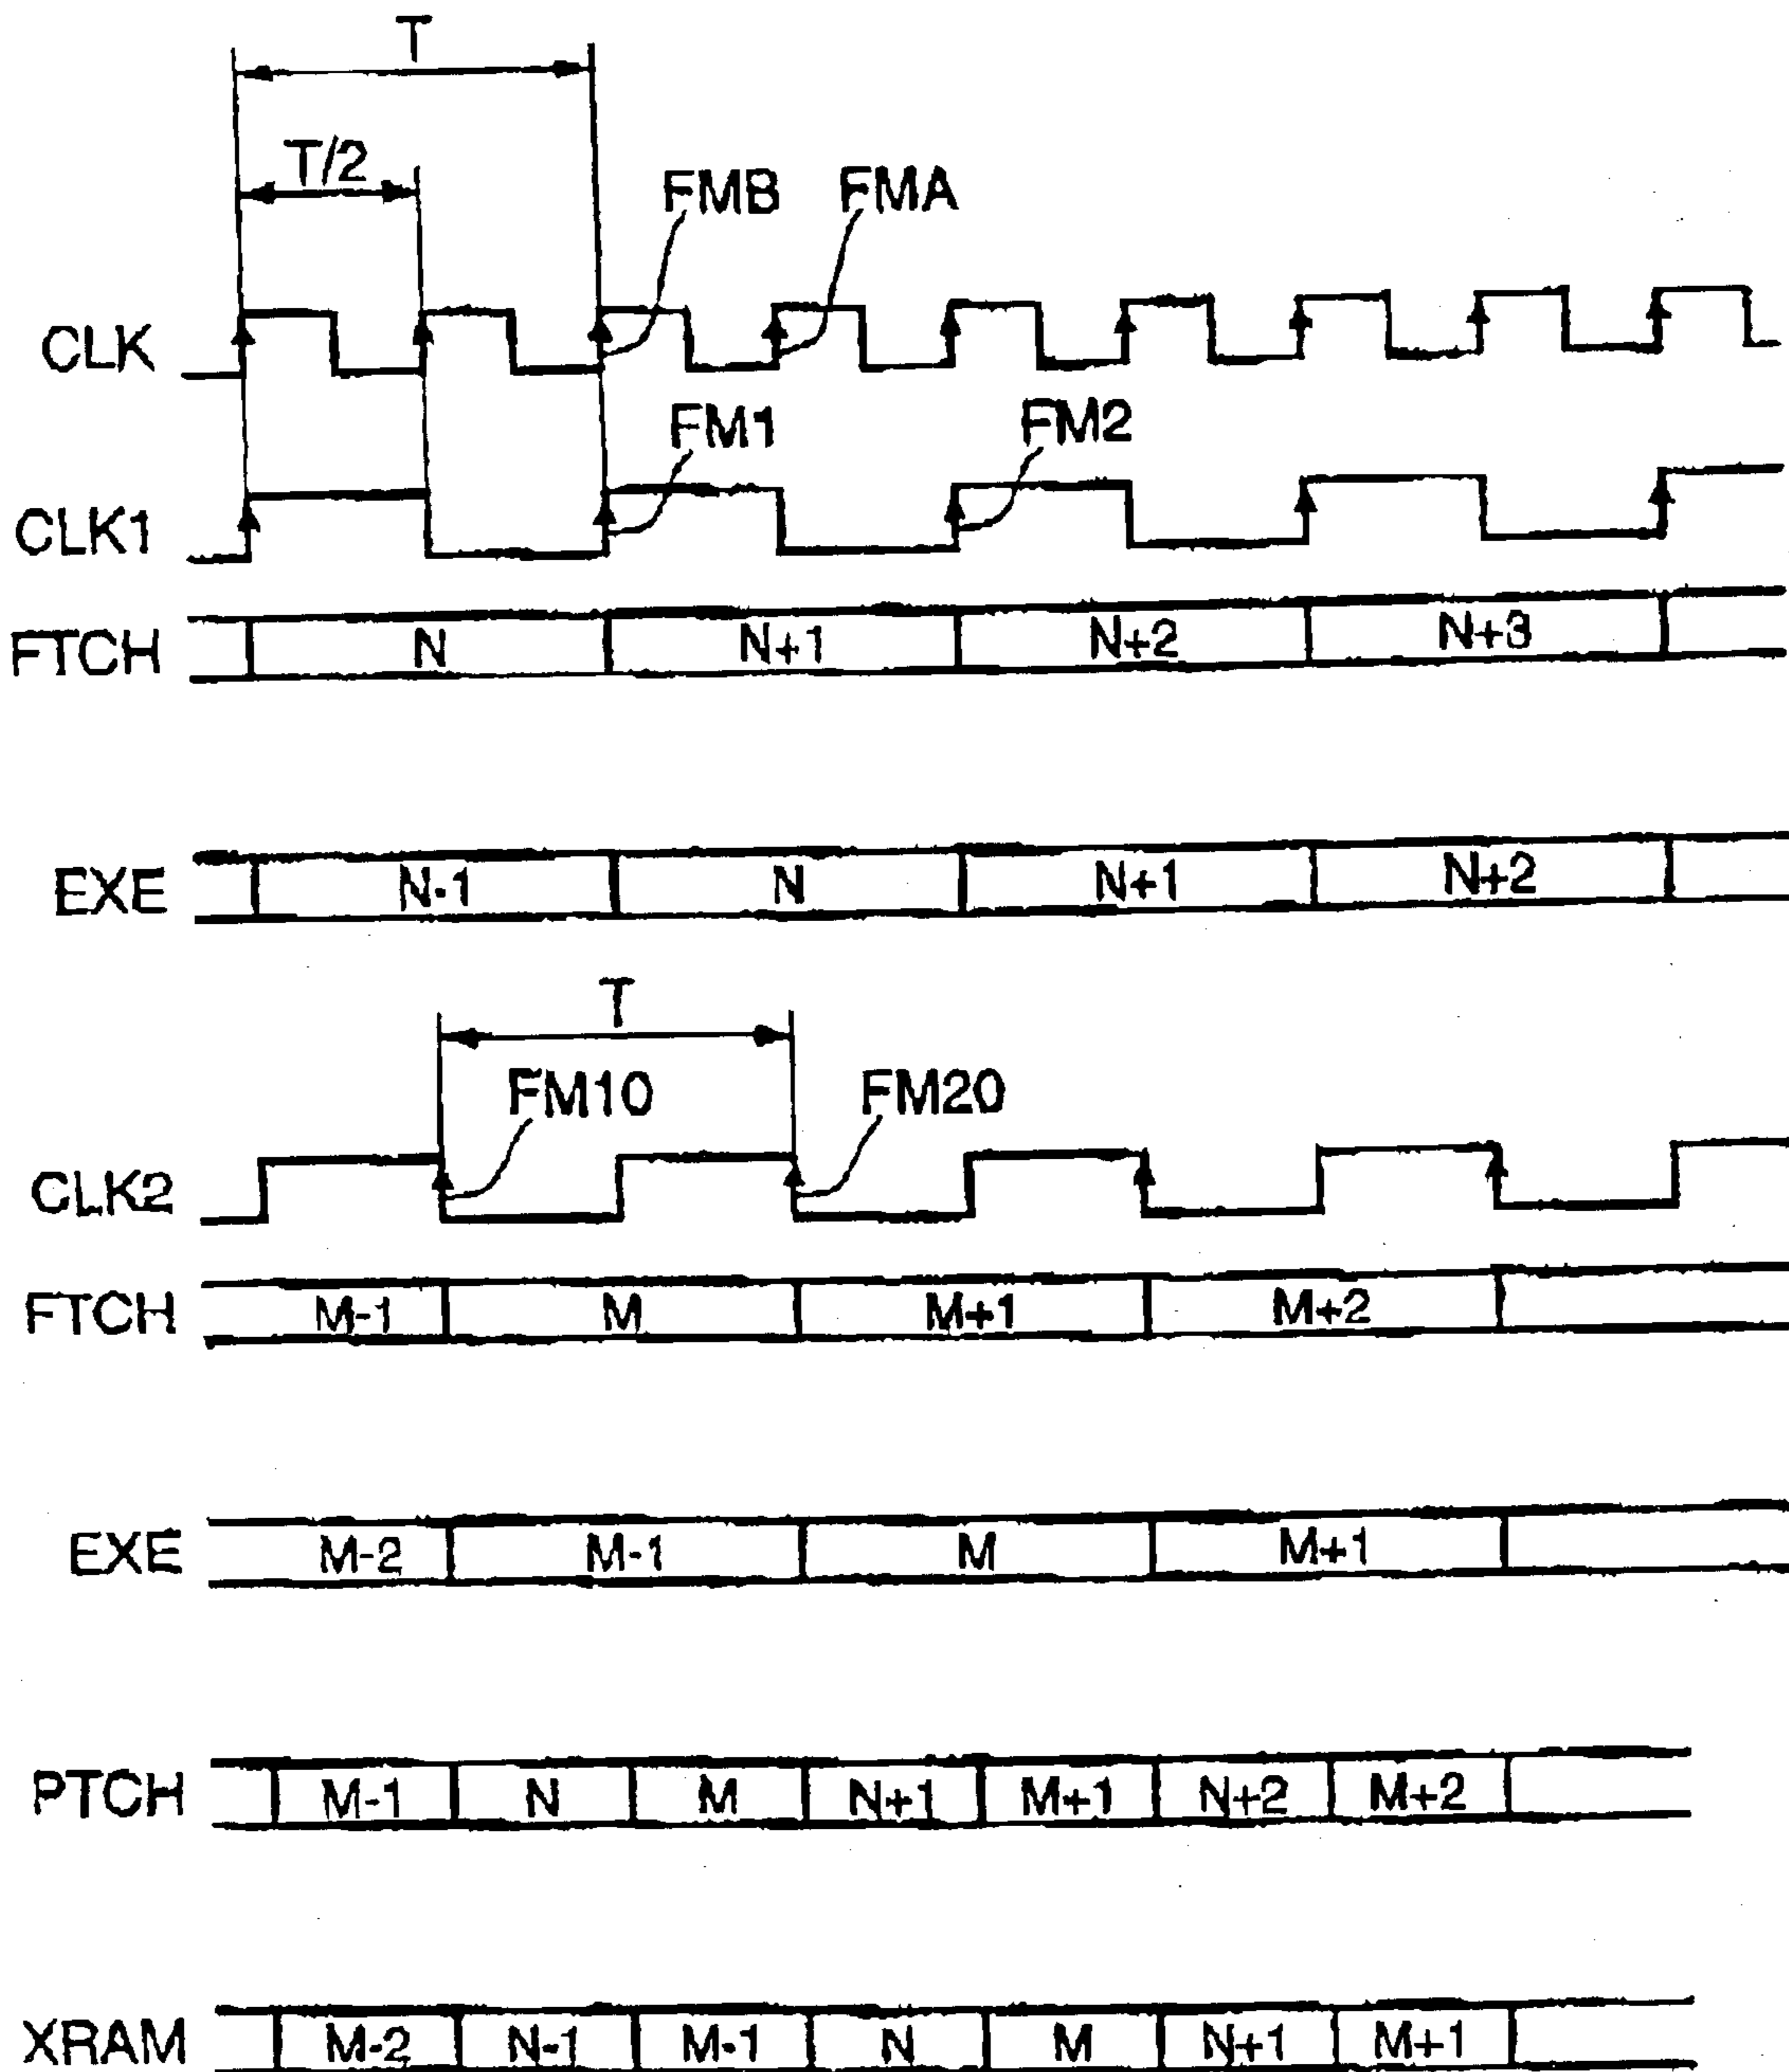 T
T/2
FMB FMA
CLK
FM1 FM2
CLK1
FTCH N N+1 N+2 N+3
EXE N-1 N N+1 N+2
T
FM10 FM20
CLK2
FTCH M-1 M M+1 M+2
EXE M-2 M-1 M M+1
PTCH M-1 N M N+1 M+1 N+2 M+2
XRAM M-2 N-1 M-1 N M N+1 M+1